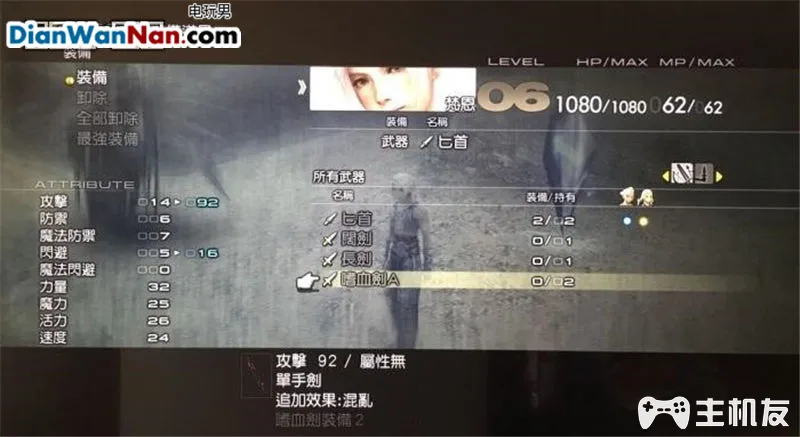 电玩男
DianWanNan.com
裝備
裝備
卸除
全部卸除
最強裝備
LEVEL HP/MAX MP/MAX
梵恩 06 1080/1080 062/062
裝備 名稱
武器 匕首
所有武器
名稱 裝備/持有
匕首 2/02
闊劍 0/01
長劍 0/01
嗜血劍A 0/02
ATTRIBUTE
攻擊 014 092
防禦 006
魔法防禦 007
閃避 005 016
魔法閃避 000
力量 32
魔力 25
活力 26
速度 24
攻擊 92 / 屬性無
單手劍
追加效果:混亂
嗜血劍裝備2
主机友